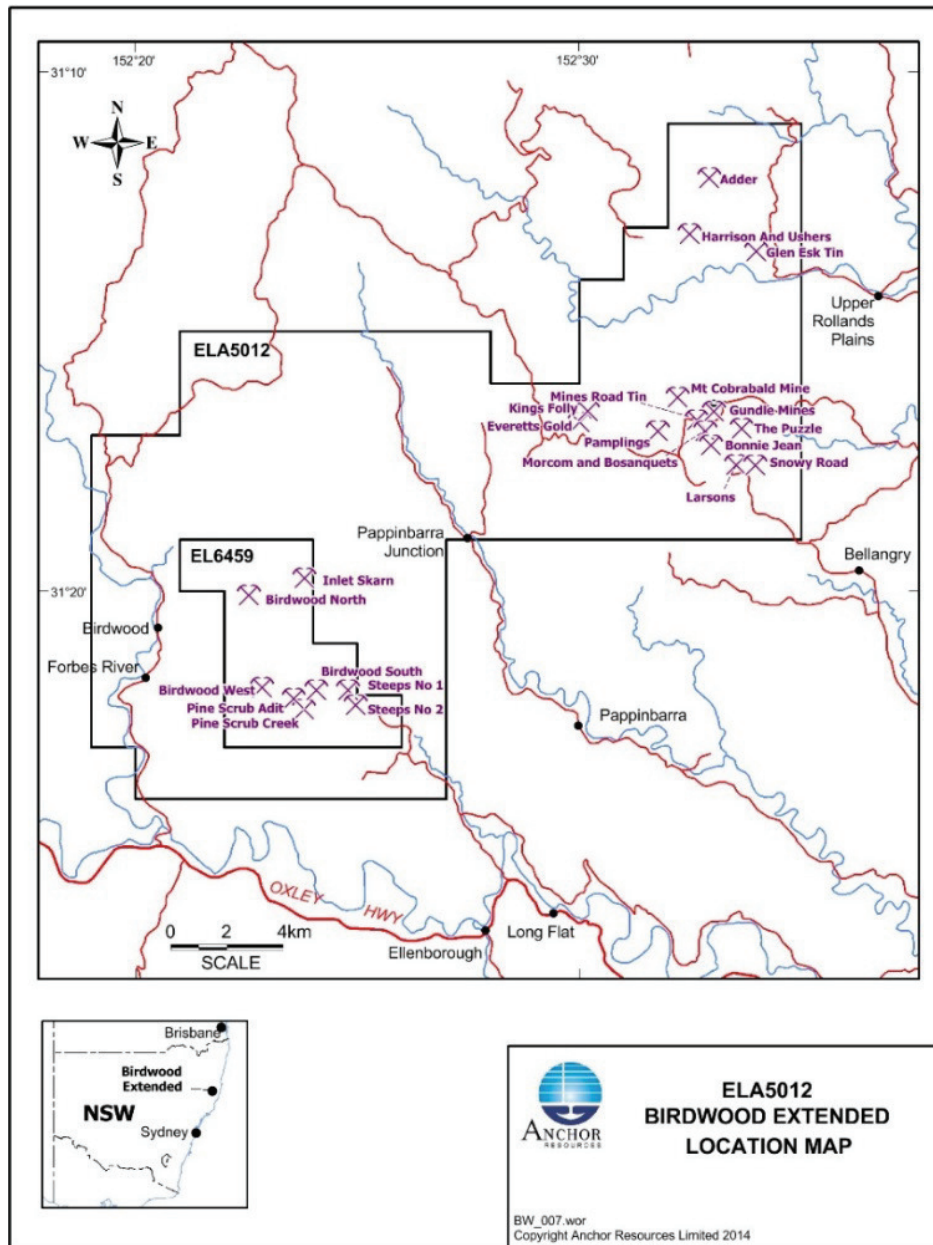 152°20'
152°30'
31°10'
N
W E
S
Adder
Harrison And Ushers
Glen Esk Tin
Upper
Rollands
Plains
ELA5012
Mt Cobrabald Mine
Mines Road Tin
Kings Folly
Gundle Mines
Everetts Gold
The Puzzle
Pamplings
Bonnie Jean
Morcom and Bosanquets
Snowy Road
Larsons
Pappinbarra
Junction
EL6459
Bellangry
Inlet Skarn
31°20'
Birdwood North
Birdwood
Forbes River
Birdwood South
Birdwood West
Steeps No 1
Pine Scrub Adit
Steeps No 2
Pine Scrub Creek
Pappinbarra
OXLEY HWY
0 2 4km
SCALE
Long Flat
Ellenborough
Brisbane
Birdwood
Extended
NSW
Sydney
ANCHOR
RESOURCES
ELA5012
BIRDWOOD EXTENDED
LOCATION MAP
BW_007.wor
Copyright Anchor Resources Limited 2014